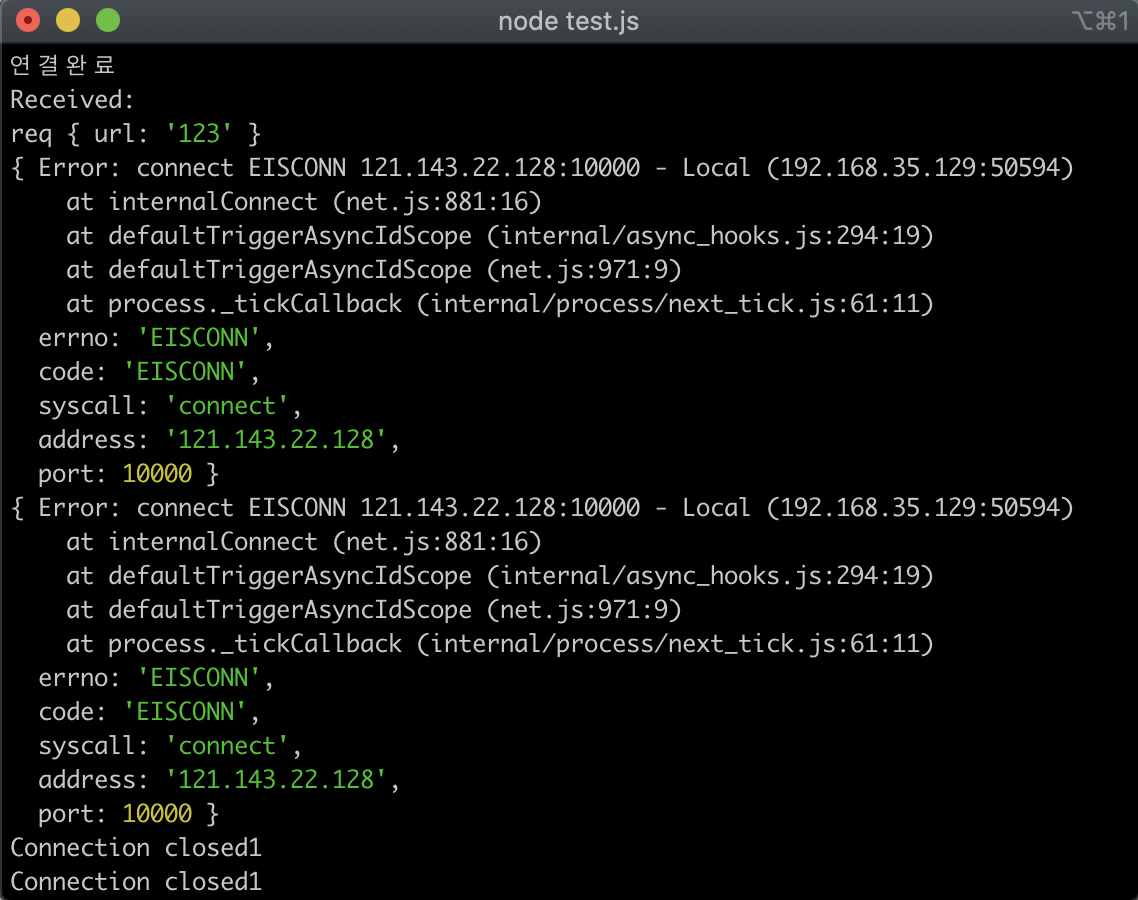 node test.js
⌥⌘1
연결완료
Received:
req { url: '123' }
{ Error: connect EISCONN 121.143.22.128:10000 - Local (192.168.35.129:50594)
    at internalConnect (net.js:881:16)
    at defaultTriggerAsyncIdScope (internal/async_hooks.js:294:19)
    at defaultTriggerAsyncIdScope (net.js:971:9)
    at process._tickCallback (internal/process/next_tick.js:61:11)
  errno: 'EISCONN',
  code: 'EISCONN',
  syscall: 'connect',
  address: '121.143.22.128',
  port: 10000 }
{ Error: connect EISCONN 121.143.22.128:10000 - Local (192.168.35.129:50594)
    at internalConnect (net.js:881:16)
    at defaultTriggerAsyncIdScope (internal/async_hooks.js:294:19)
    at defaultTriggerAsyncIdScope (net.js:971:9)
    at process._tickCallback (internal/process/next_tick.js:61:11)
  errno: 'EISCONN',
  code: 'EISCONN',
  syscall: 'connect',
  address: '121.143.22.128',
  port: 10000 }
Connection closed1
Connection closed1